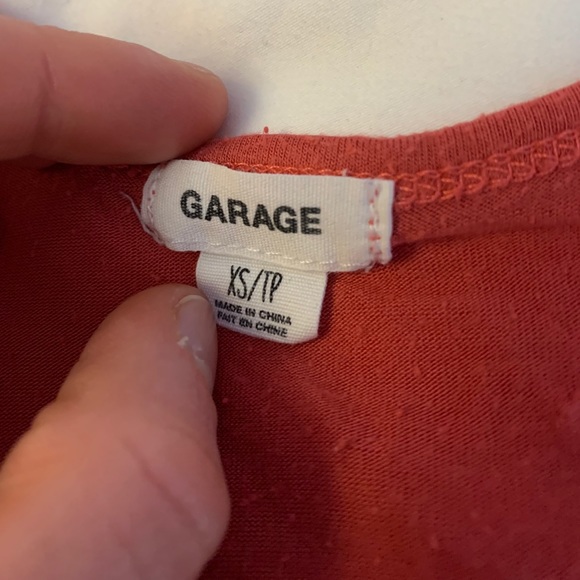 GARAGE
XS/TP
MADE IN CHINA
FAIT EN CHINE